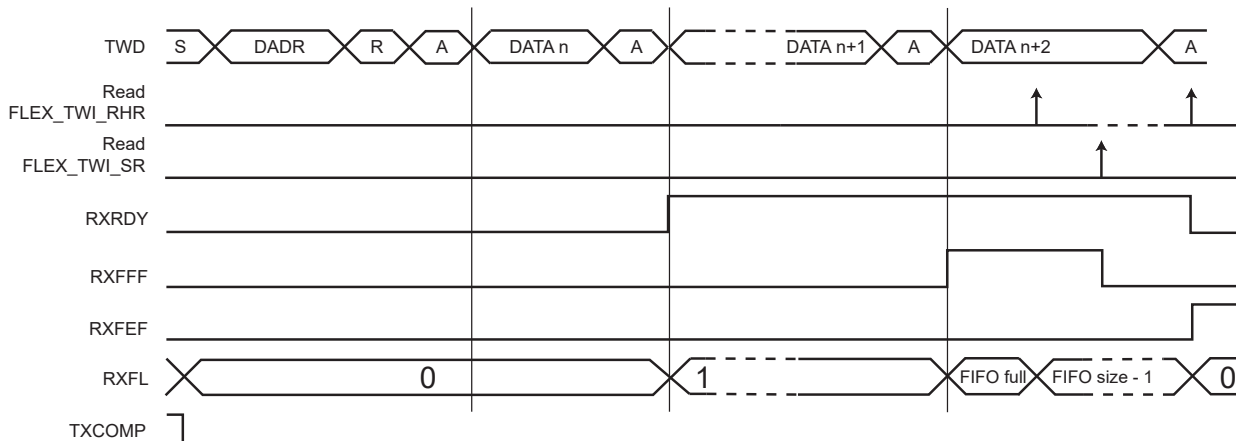 TWD S DADR R A DATA n A DATA n+1 A DATA n+2 A
Read
FLEX_TWI_RHR
Read
FLEX_TWI_SR
RXRDY
RXFFF
RXFEF
RXFL 0 1 FIFO full FIFO size - 1 0
TXCOMP